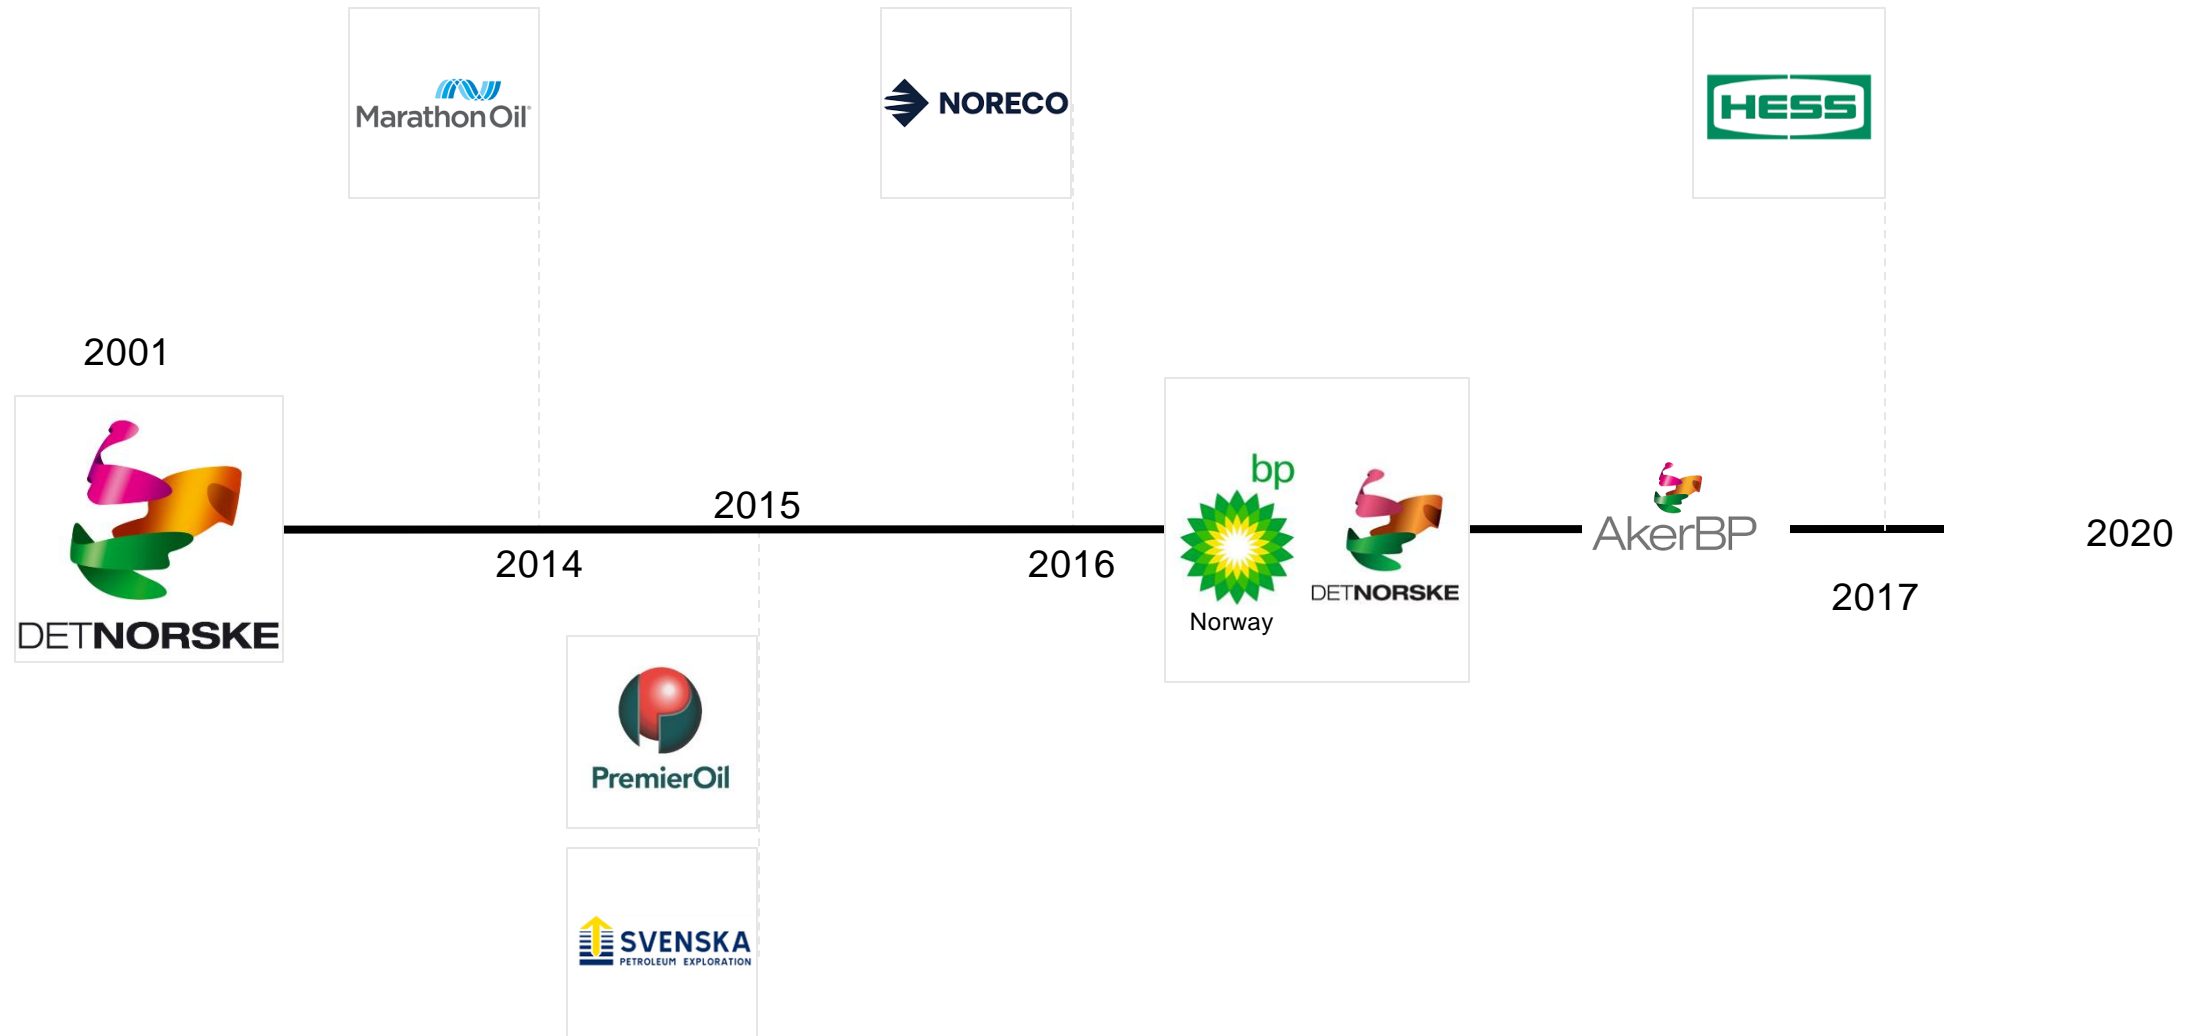 Marathon Oil
NORECO
HESS
2001
DETNORSKE
2014
2015
2016
bp
Norway
DETNORSKE
AkerBP
2017
2020
PremierOil
SVENSKA
PETROLEUM EXPLORATION